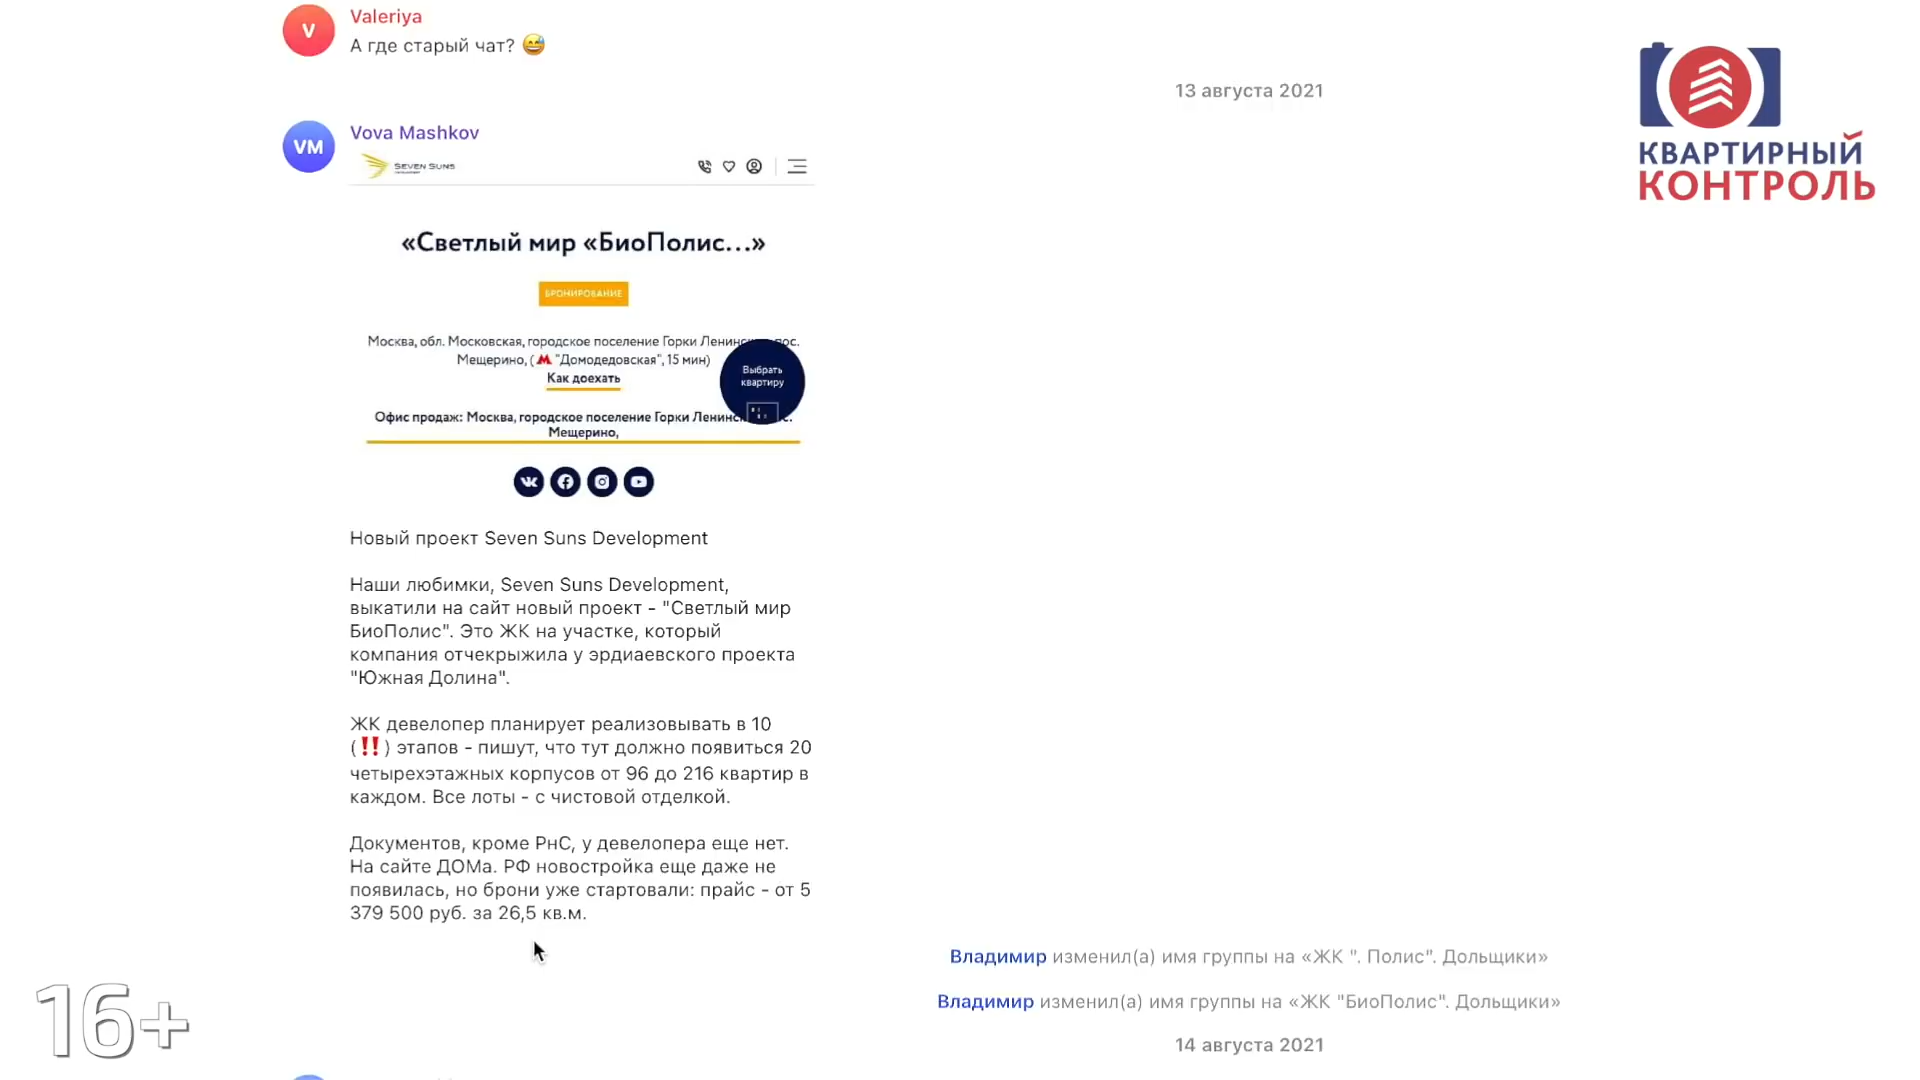 V
Valeriya
А где старый чат? 😅
13 августа 2021
КВАРТИРНЫЙ
КОНТРОЛЬ
VM
Vova Mashkov
SEVEN SUNS
«Светлый мир «БиоПолис...»
БРОНИРОВАНИЕ
Москва, обл. Московская, городское поселение Горки Ленинск пос.
Мещерино, ( "Домодедовская", 15 мин)
Как доехать
Выбрать
квартиру
Офис продаж: Москва, городское поселение Горки Ленинс
Мещерино,
Новый проект Seven Suns Development
Наши любимки, Seven Suns Development,
выкатили на сайт новый проект - "Светлый мир
БиоПолис". Это ЖК на участке, который
компания отчекрыжила у эрдиаевского проекта
"Южная Долина".
ЖК девелопер планирует реализовывать в 10
(‼️) этапов - пишут, что тут должно появиться 20
четырехэтажных корпусов от 96 до 216 квартир в
каждом. Все лоты - с чистовой отделкой.
Документов, кроме РнС, у девелопера еще нет.
На сайте ДОМа. РФ новостройка еще даже не
появилась, но брони уже стартовали: прайс - от 5
379 500 руб. за 26,5 кв.м.
Владимир изменил(а) имя группы на «ЖК ". Полис". Дольщики»
Владимир изменил(а) имя группы на «ЖК "БиоПолис". Дольщики»
14 августа 2021
16+